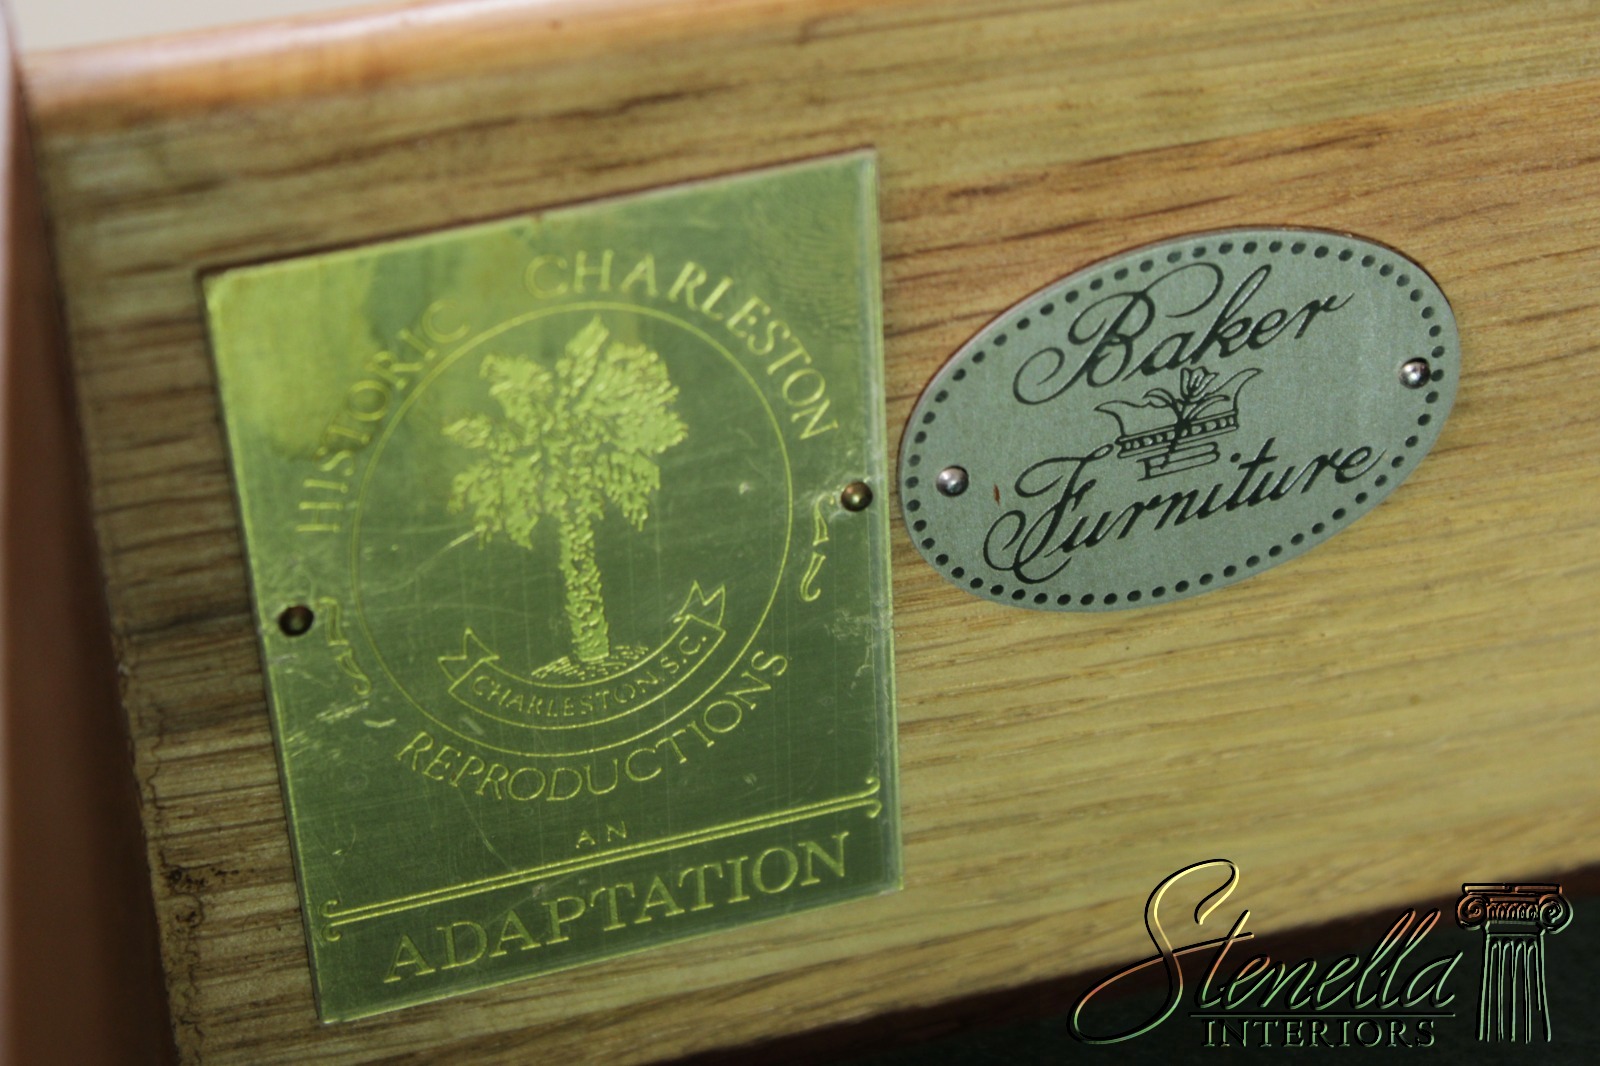 HISTORIC CHARLESTON
CHARLESTON, S.C.
REPRODUCTIONS
AN
ADAPTATION
Baker
Furniture
Stenella
INTERIORS